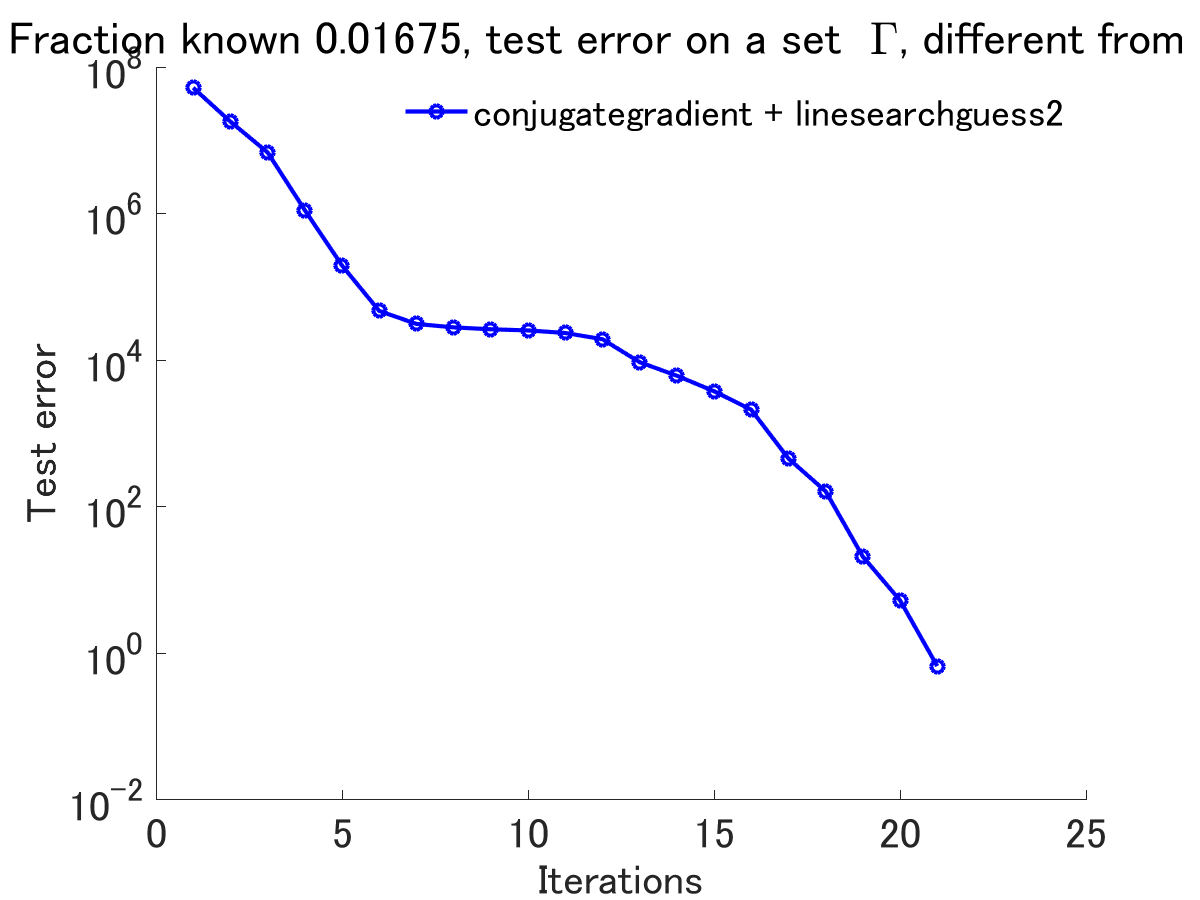 Fraction known 0.01675, test error on a set Γ, different from
conjugategradient + linesearchguess2
10^8
10^6
10^4
10^2
10^0
10^−2
Test error
0 5 10 15 20 25
Iterations